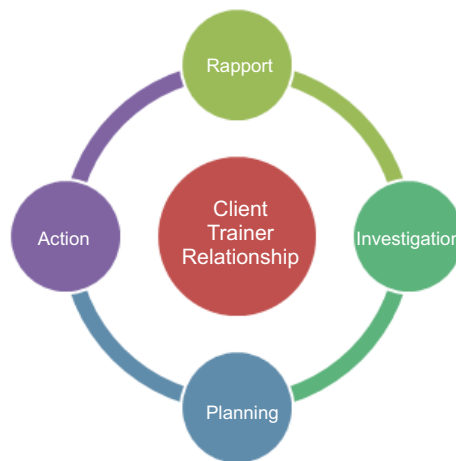 Rapport
Client
Trainer
Relationship
Action
Investigation
Planning